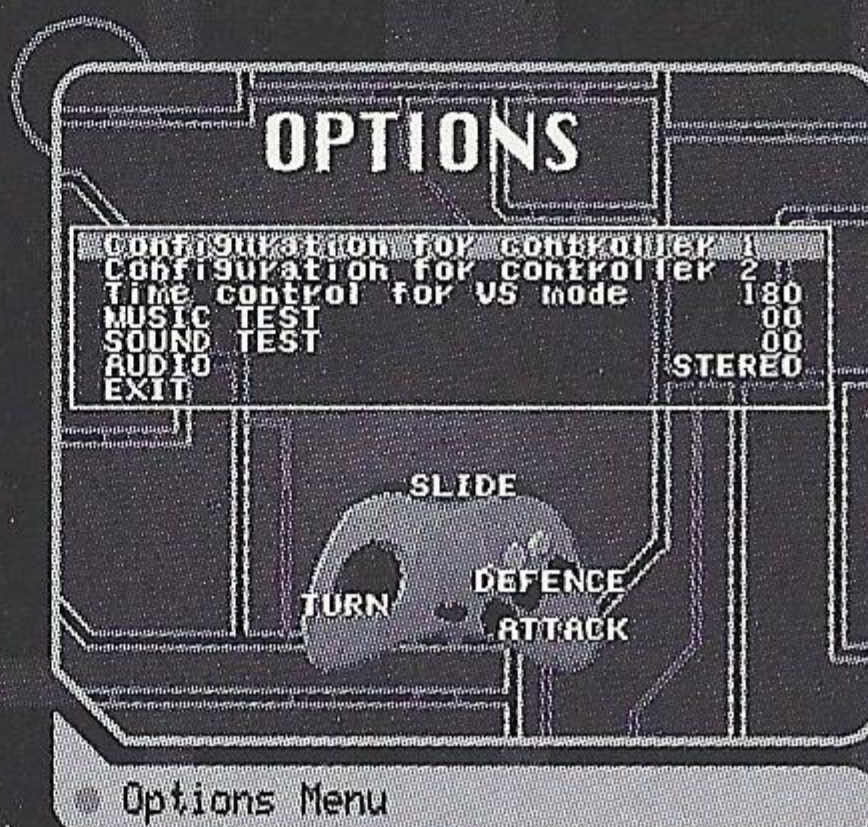 OPTIONS
Configuration for controller 1
Configuration for controller 2
Time control for VS mode 180
MUSIC TEST 00
SOUND TEST 00
AUDIO STEREO
EXIT
SLIDE
DEFENCE
TURN
ATTACK
Options Menu